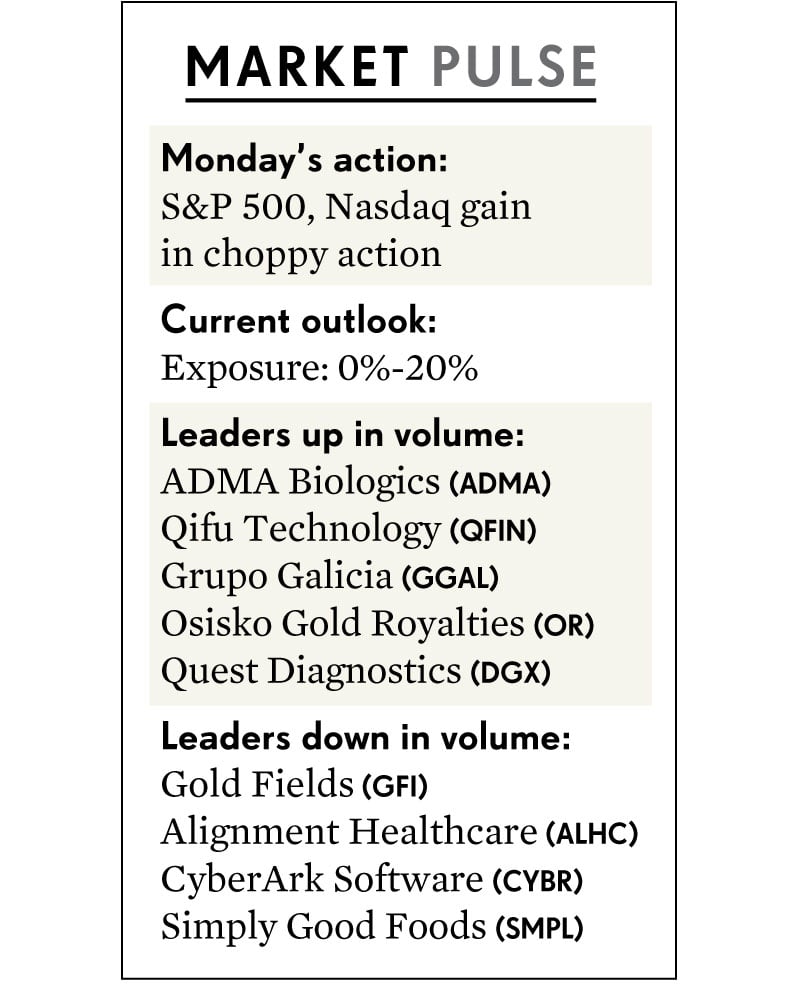 MARKET PULSE
Monday's action:
S&P 500, Nasdaq gain
in choppy action
Current outlook:
Exposure: 0%-20%
Leaders up in volume:
ADMA Biologics (ADMA)
Qifu Technology (QFIN)
Grupo Galicia (GGAL)
Osisko Gold Royalties (OR)
Quest Diagnostics (DGX)
Leaders down in volume:
Gold Fields (GFI)
Alignment Healthcare (ALHC)
CyberArk Software (CYBR)
Simply Good Foods (SMPL)